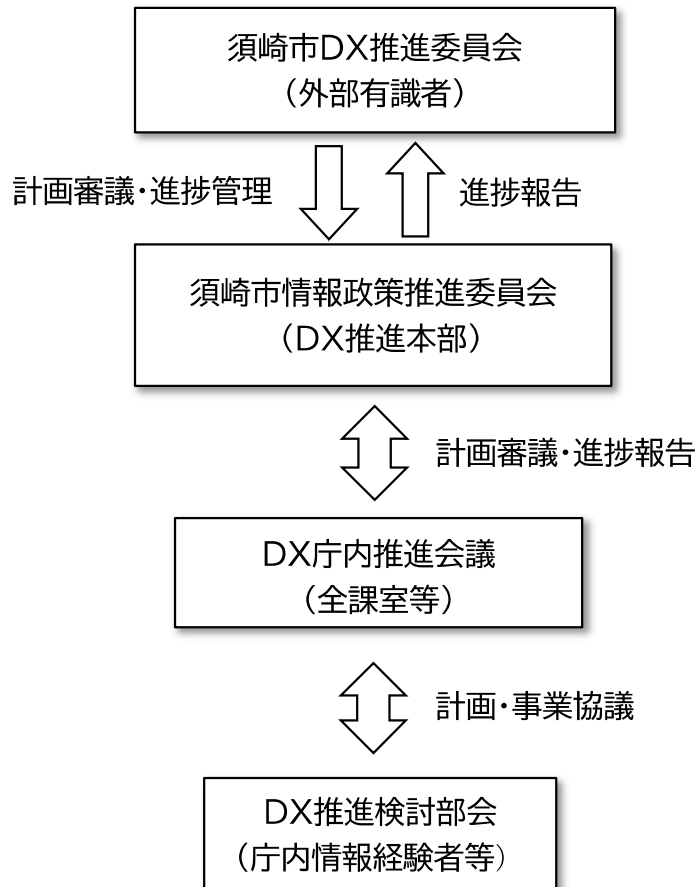 須崎市DX推進委員会
（外部有識者）
計画審議・進捗管理
進捗報告
須崎市情報政策推進委員会
（DX推進本部）
計画審議・進捗報告
DX庁内推進会議
（全課室等）
計画・事業協議
DX推進検討部会
（庁内情報経験者等）